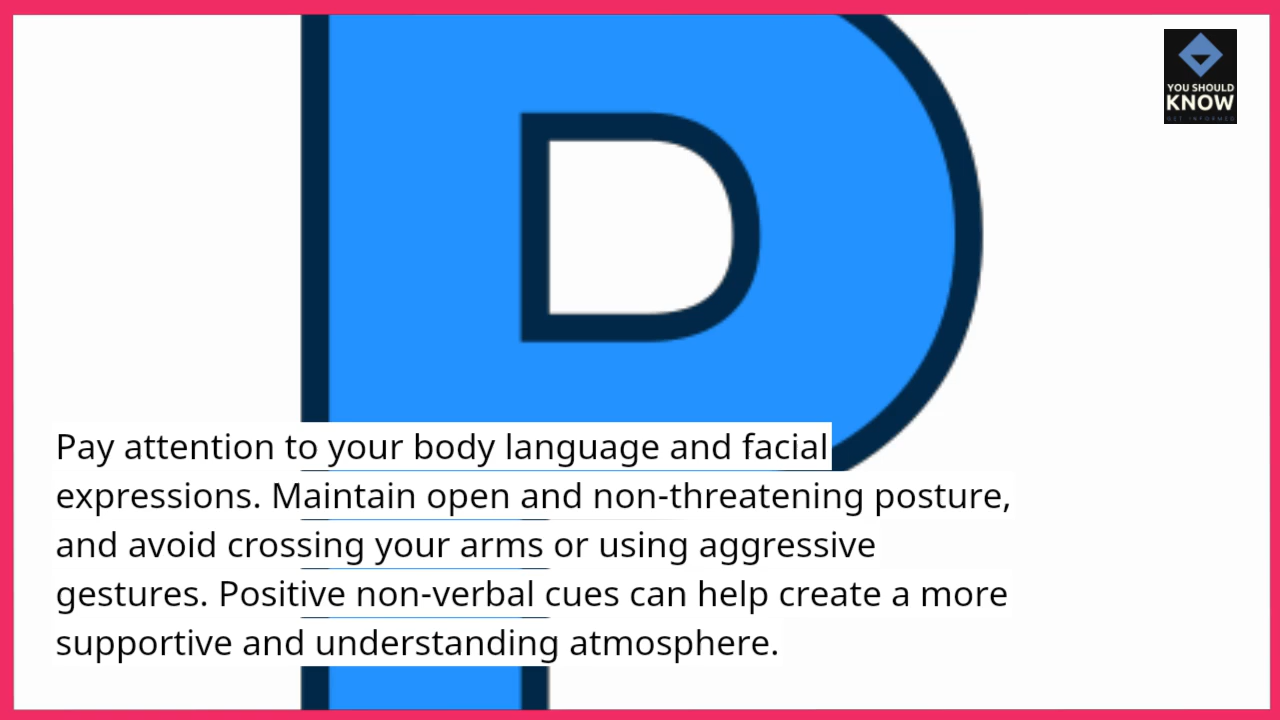 YOU SHOULD
KNOW
GET INFORMED
Pay attention to your body language and facial
expressions. Maintain open and non-threatening posture,
and avoid crossing your arms or using aggressive
gestures. Positive non-verbal cues can help create a more
supportive and understanding atmosphere.